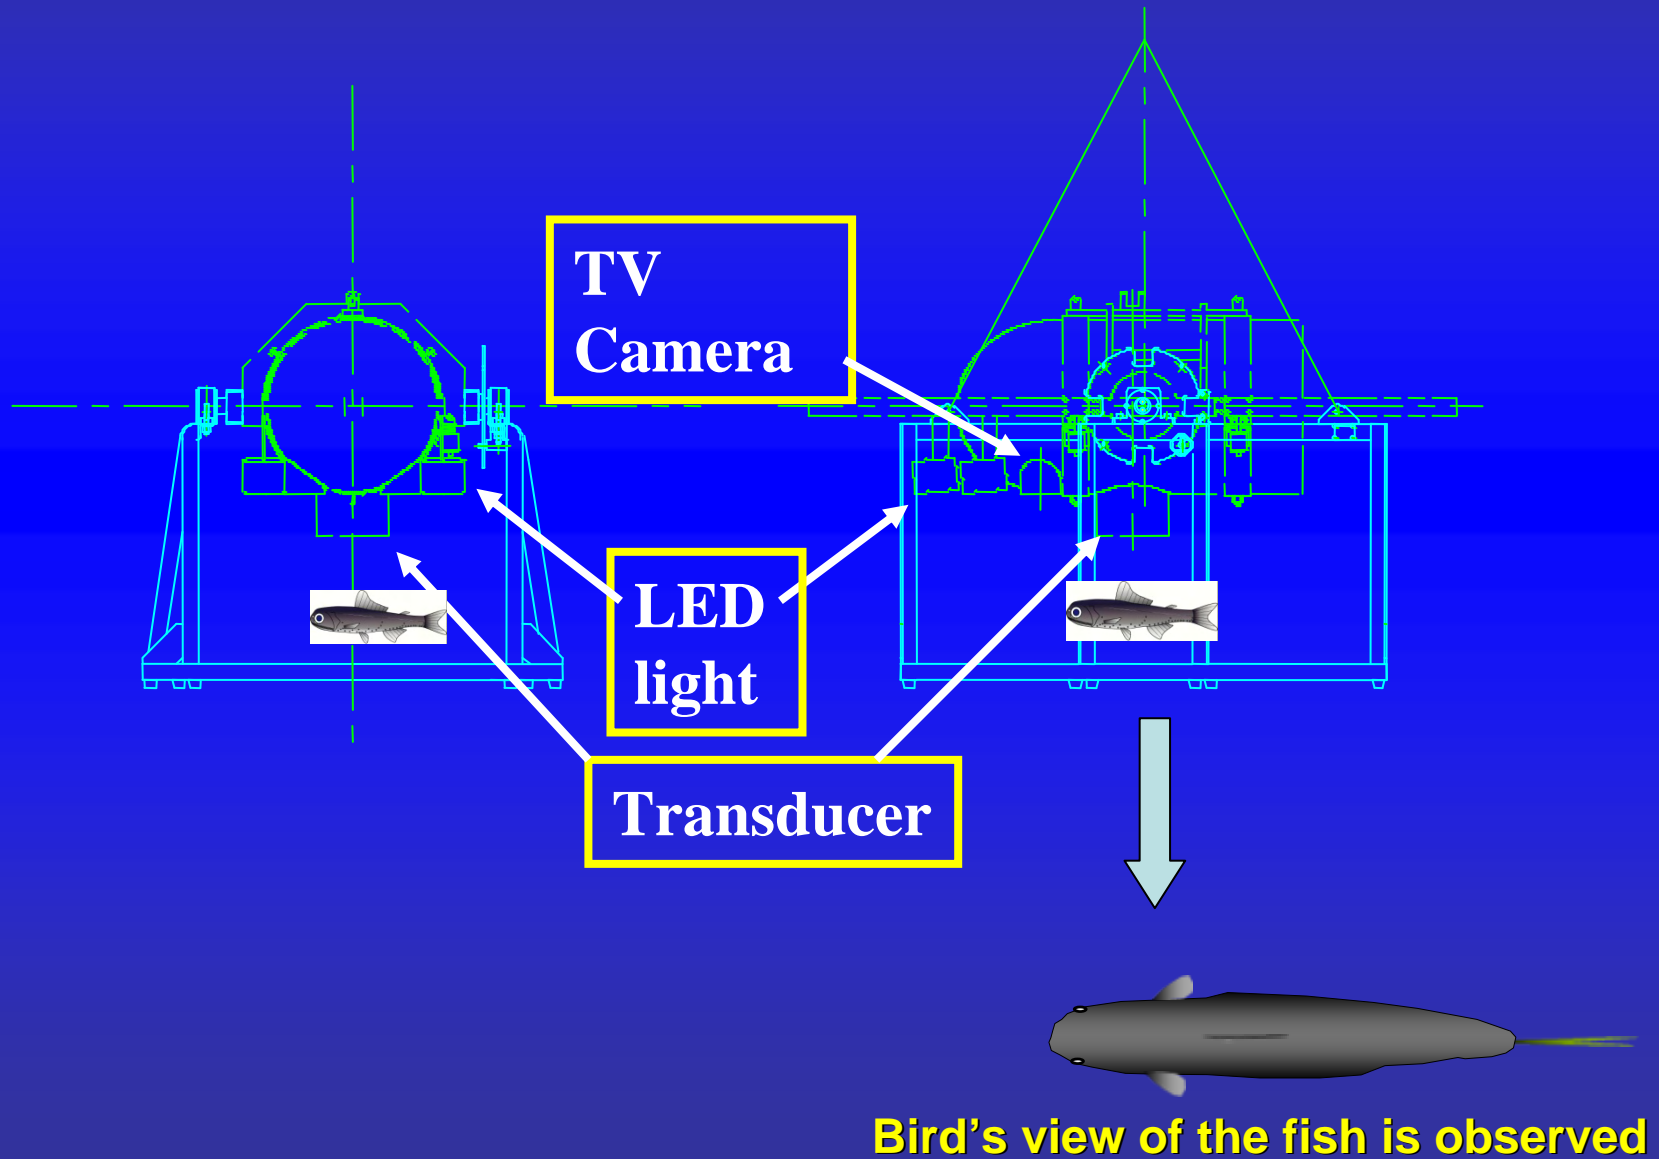 TV
Camera
LED
light
Transducer
Bird’s view of the fish is observed